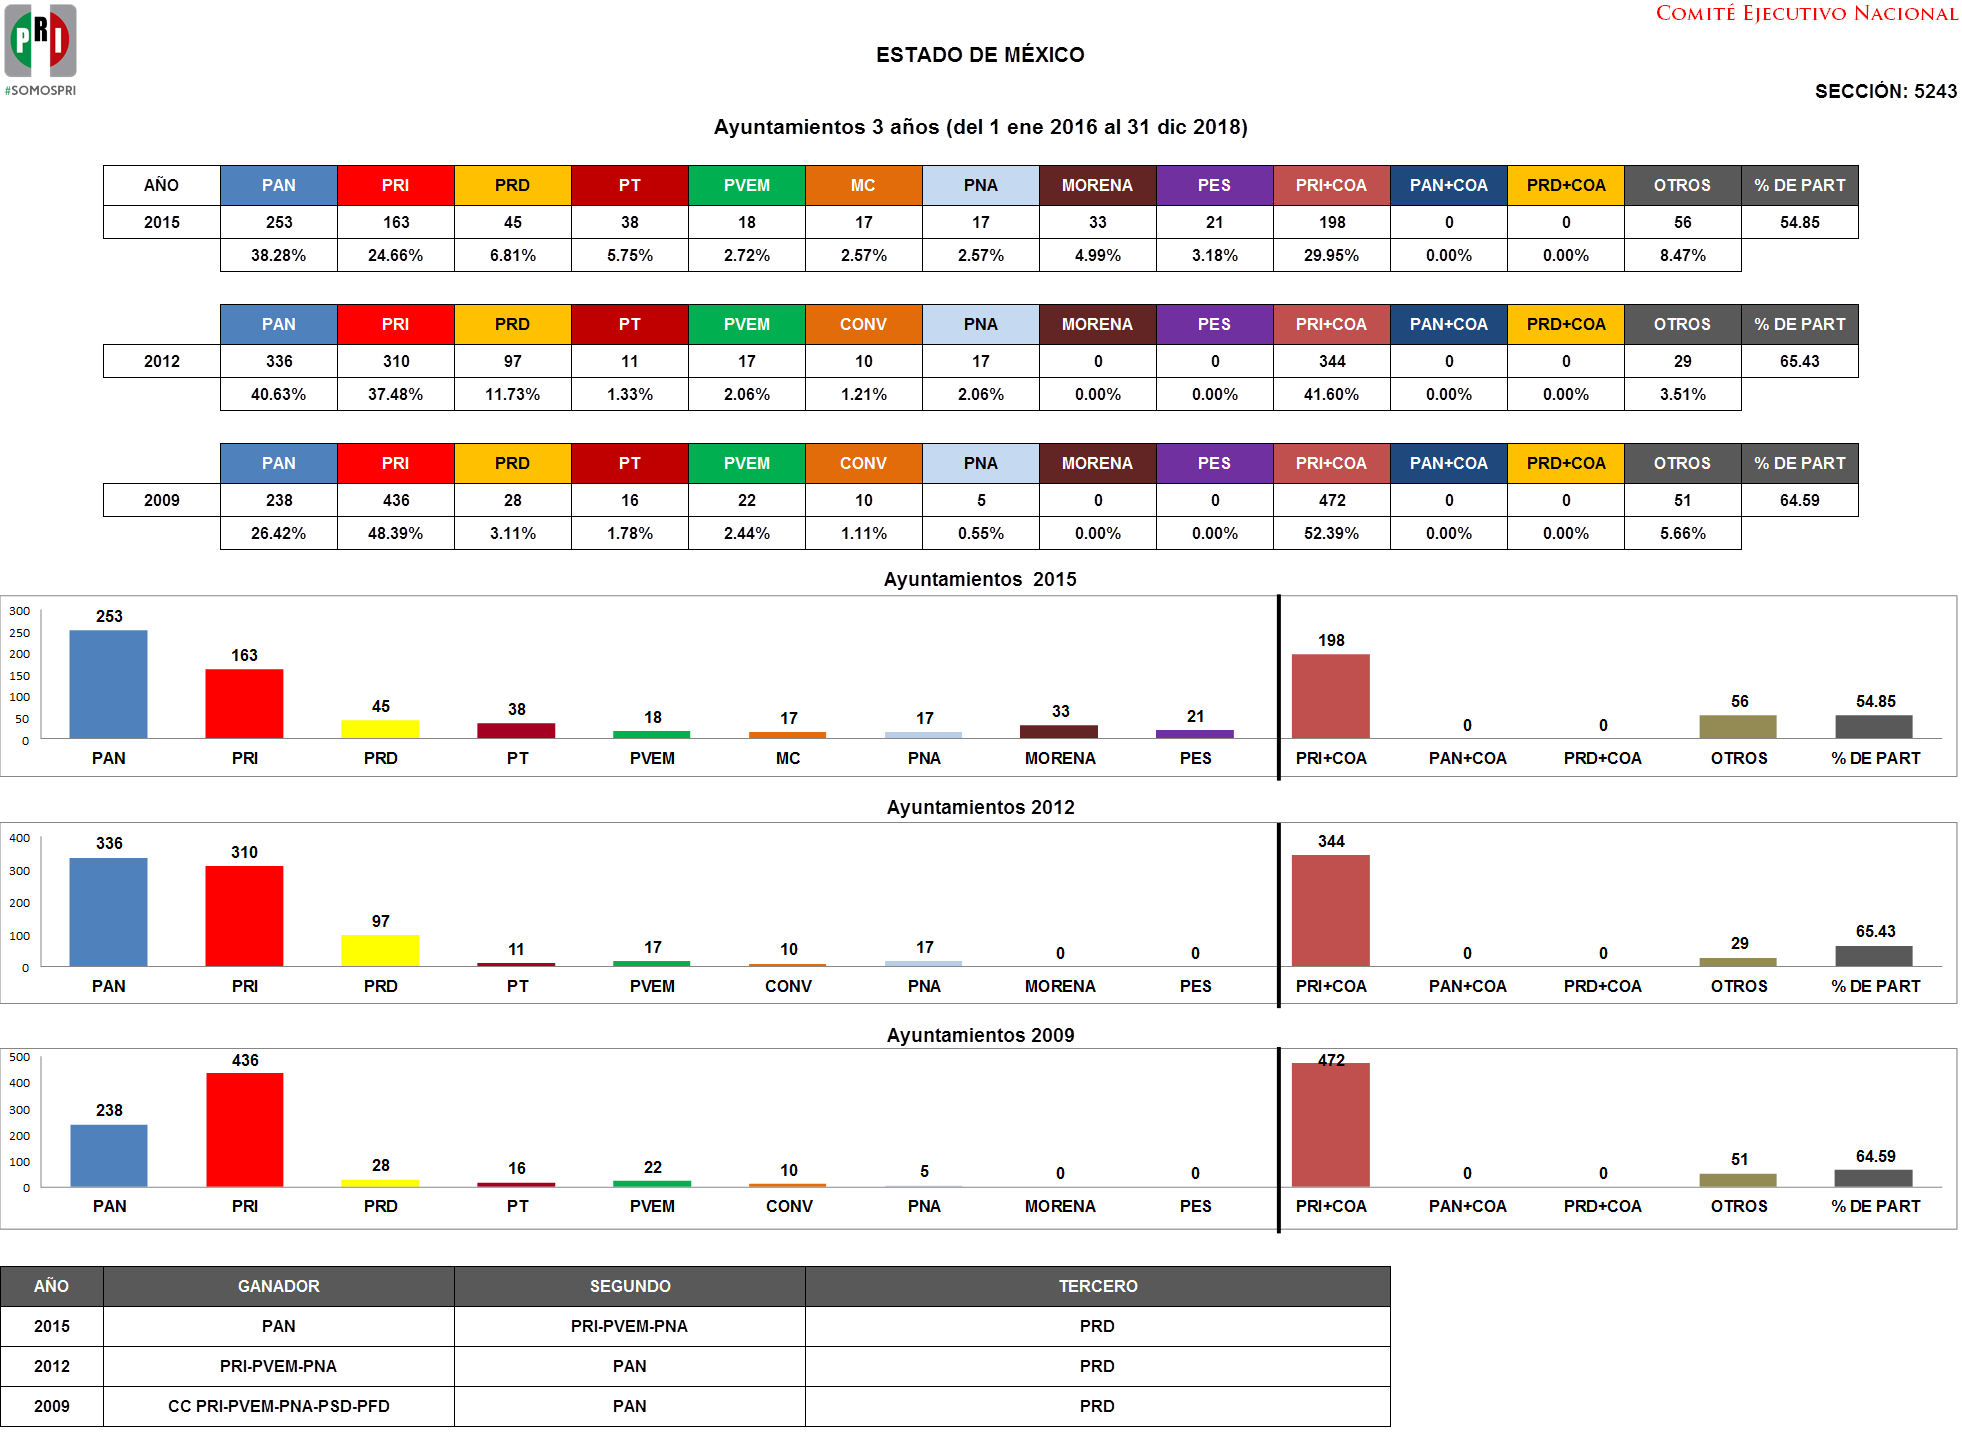 COMITÉ EJECUTIVO NACIONAL
PRI
#SOMOSPRI
ESTADO DE MÉXICO
SECCIÓN: 5243
Ayuntamientos 3 años (del 1 ene 2016 al 31 dic 2018)
AÑO PAN PRI PRD PT PVEM MC PNA MORENA PES PRI+COA PAN+COA PRD+COA OTROS % DE PART
2015 253 163 45 38 18 17 17 33 21 198 0 0 56 54.85
38.28% 24.66% 6.81% 5.75% 2.72% 2.57% 2.57% 4.99% 3.18% 29.95% 0.00% 0.00% 8.47%
PAN PRI PRD PT PVEM CONV PNA MORENA PES PRI+COA PAN+COA PRD+COA OTROS % DE PART
2012 336 310 97 11 17 10 17 0 0 344 0 0 29 65.43
40.63% 37.48% 11.73% 1.33% 2.06% 1.21% 2.06% 0.00% 0.00% 41.60% 0.00% 0.00% 3.51%
PAN PRI PRD PT PVEM CONV PNA MORENA PES PRI+COA PAN+COA PRD+COA OTROS % DE PART
2009 238 436 28 16 22 10 5 0 0 472 0 0 51 64.59
26.42% 48.39% 3.11% 1.78% 2.44% 1.11% 0.55% 0.00% 0.00% 52.39% 0.00% 0.00% 5.66%
Ayuntamientos 2015
300
250
200
150
100
50
0
253 163 45 38 18 17 17 33 21 198 0 0 56 54.85
PAN PRI PRD PT PVEM MC PNA MORENA PES PRI+COA PAN+COA PRD+COA OTROS % DE PART
Ayuntamientos 2012
400
300
200
100
0
336 310 97 11 17 10 17 0 0 344 0 0 29 65.43
PAN PRI PRD PT PVEM CONV PNA MORENA PES PRI+COA PAN+COA PRD+COA OTROS % DE PART
Ayuntamientos 2009
500
400
300
200
100
0
238 436 28 16 22 10 5 0 0 472 0 0 51 64.59
PAN PRI PRD PT PVEM CONV PNA MORENA PES PRI+COA PAN+COA PRD+COA OTROS % DE PART
AÑO GANADOR SEGUNDO TERCERO
2015 PAN PRI-PVEM-PNA PRD
2012 PRI-PVEM-PNA PAN PRD
2009 CC PRI-PVEM-PNA-PSD-PFD PAN PRD